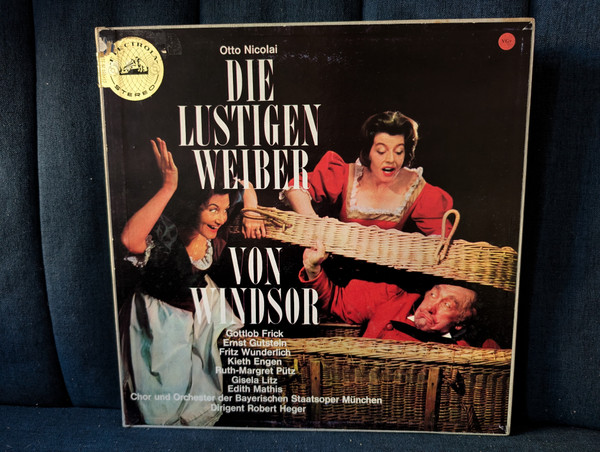 Otto Nicolai
ELECTROLA
STEREO
DIE
LUSTIGEN
WEIBER
VON
WINDSOR
Gottlob Frick
Ernst Gutstein
Fritz Wunderlich
Kieth Engen
Ruth-Margret Pütz
Gisela Litz
Edith Mathis
Chor und Orchester der Bayerischen Staatsoper München
Dirigent Robert Heger